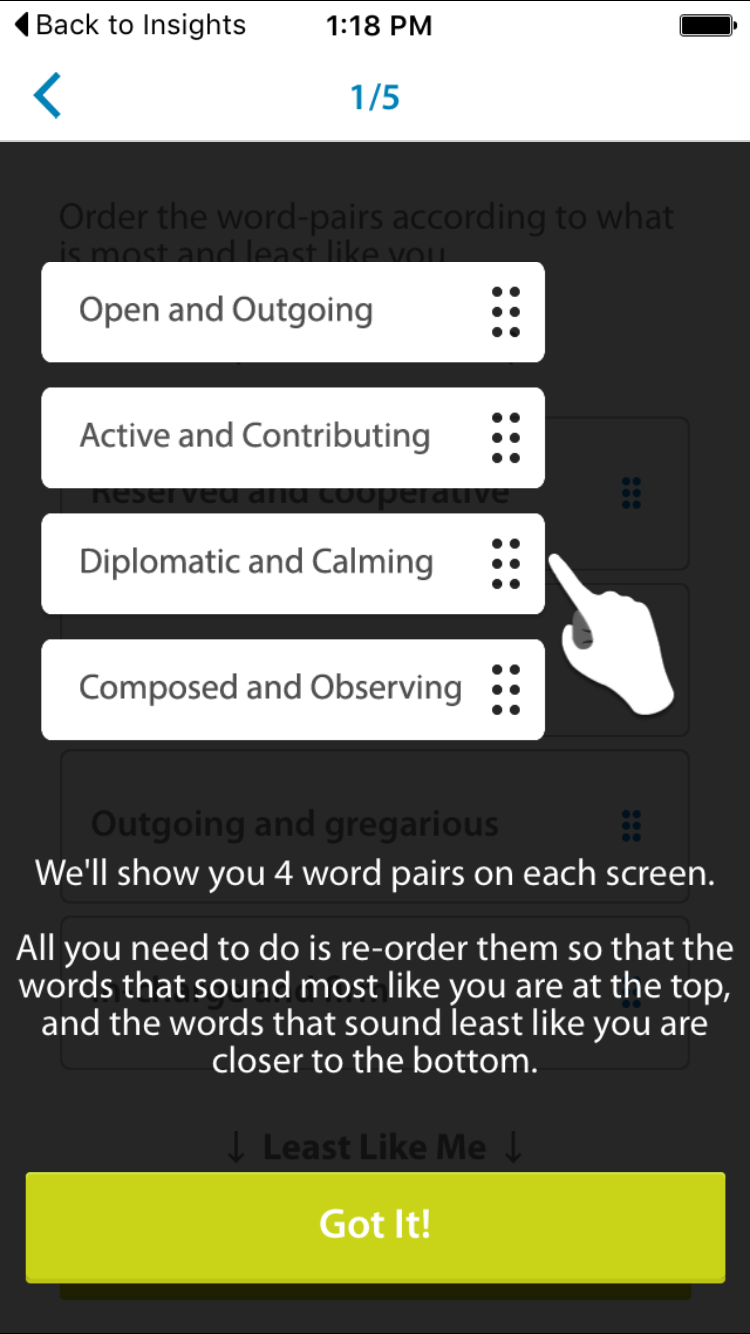 Back to Insights 1:18 PM
1/5
Order the word-pairs according to what
is most and least like you
Open and Outgoing
Active and Contributing
Reserved and cooperative
Diplomatic and Calming
Composed and Observing
Outgoing and gregarious
We'll show you 4 word pairs on each screen.
All you need to do is re-order them so that the
words that sound most like you are at the top,
In-charge and firm
and the words that sound least like you are
closer to the bottom.
↓ Least Like Me ↓
Got It!